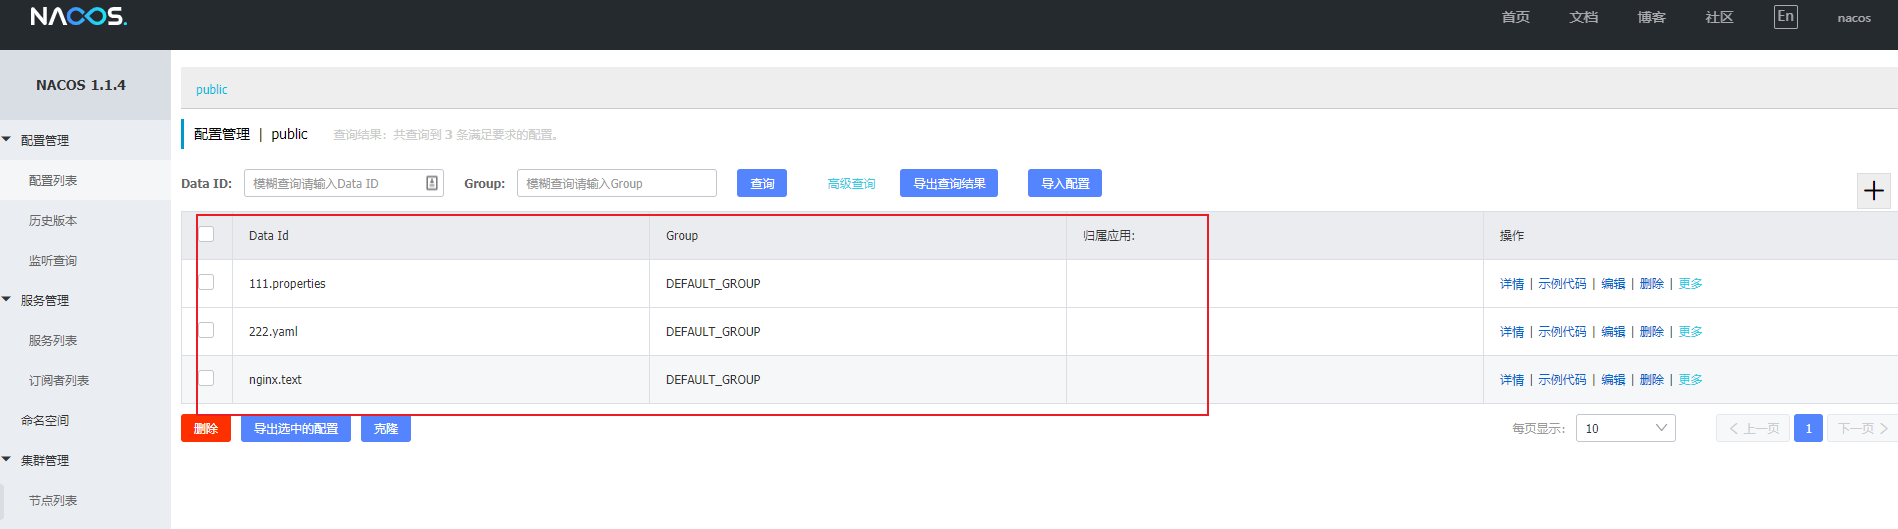 NACOS.
首页 文档 博客 社区 En nacos
NACOS 1.1.4
配置管理
配置列表
历史版本
监听查询
服务管理
服务列表
订阅者列表
命名空间
集群管理
节点列表
public
配置管理 | public 查询结果：共查询到 3 条满足要求的配置。
Data ID: 模糊查询请输入Data ID Group: 模糊查询请输入Group 查询 高级查询 导出查询结果 导入配置
Data Id Group 归属应用: 操作
111.properties DEFAULT_GROUP 详情 | 示例代码 | 编辑 | 删除 | 更多
222.yaml DEFAULT_GROUP 详情 | 示例代码 | 编辑 | 删除 | 更多
nginx.text DEFAULT_GROUP 详情 | 示例代码 | 编辑 | 删除 | 更多
删除 导出选中的配置 克隆 每页显示: 10 上一页 1 下一页